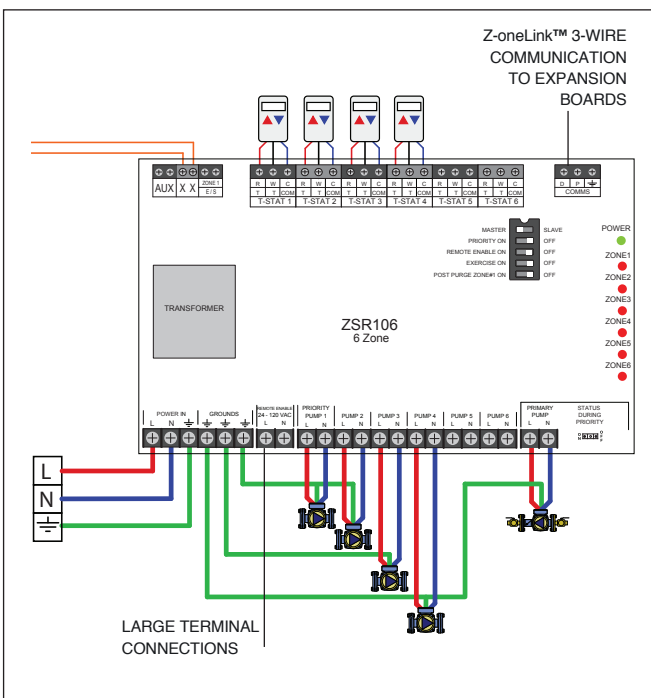 Z-oneLink™ 3-WIRE
COMMUNICATION
TO EXPANSION
BOARDS
AUX X X ZONE 1 E/S
R W C R W C R W C R W C R W C R W C
T T COM T T COM T T COM T T COM T T COM T T COM
T-STAT 1 T-STAT 2 T-STAT 3 T-STAT 4 T-STAT 5 T-STAT 6
D P
COMMS
MASTER SLAVE
PRIORITY ON OFF
REMOTE ENABLE ON OFF
EXERCISE ON OFF
POST PURGE ZONE#1 ON OFF
POWER
ZONE1
ZONE2
ZONE3
ZONE4
ZONE5
ZONE6
TRANSFORMER
ZSR106
6 Zone
POWER IN
L N
GROUNDS
REMOTE ENABLE
24 - 120 VAC
L N
PRIORITY
PUMP 1 PUMP 2 PUMP 3 PUMP 4 PUMP 5 PUMP 6
L N L N L N L N L N L N
PRIMARY
PUMP
L N
STATUS
DURING
PRIORITY
L
N
LARGE TERMINAL
CONNECTIONS